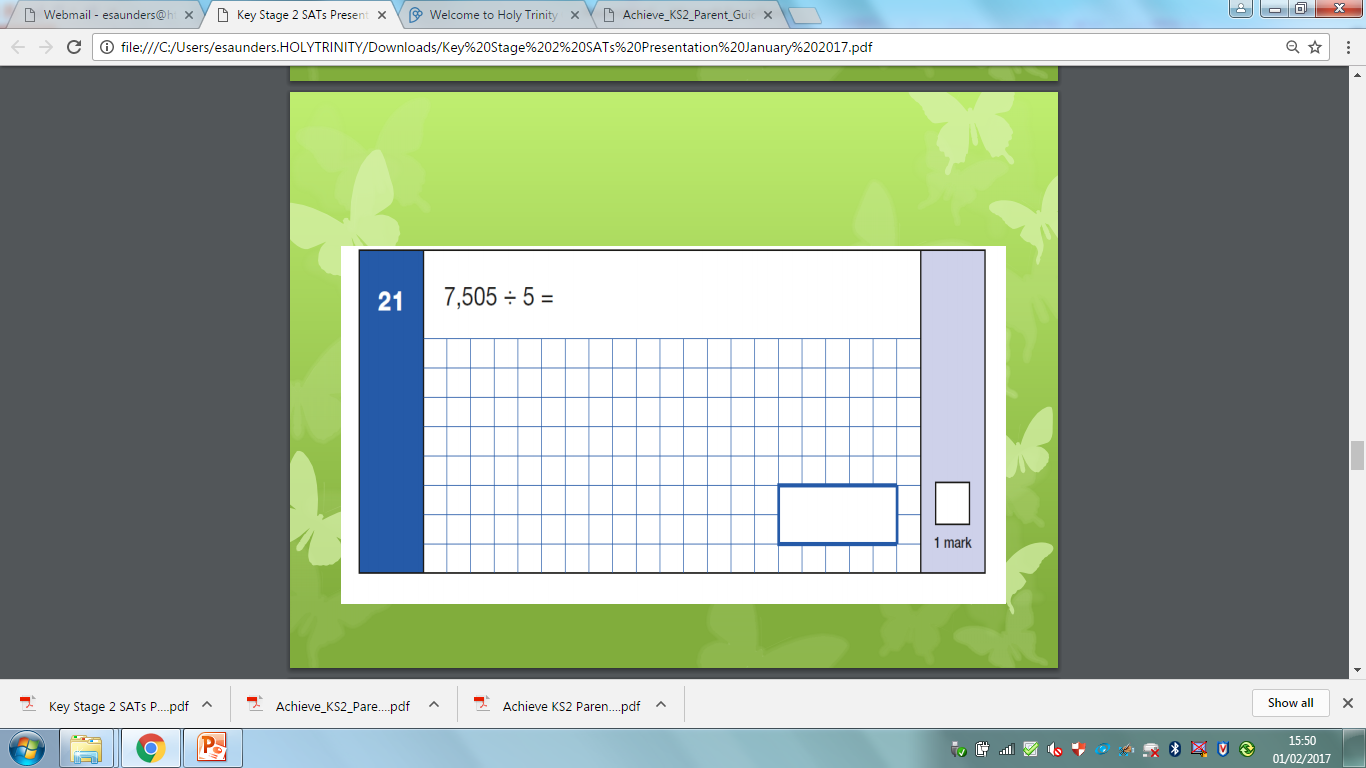 Webmail - esaunders@h
Key Stage 2 SATs Present
Welcome to Holy Trinity
Achieve_KS2_Parent_Guid
file:///C:/Users/esaunders.HOLYTRINITY/Downloads/Key%20Stage%202%20SATs%20Presentation%20January%202017.pdf
21
7,505 ÷ 5 =
1 mark
Key Stage 2 SATs P....pdf
Achieve_KS2_Pare....pdf
Achieve KS2 Paren....pdf
Show all
15:50
01/02/2017